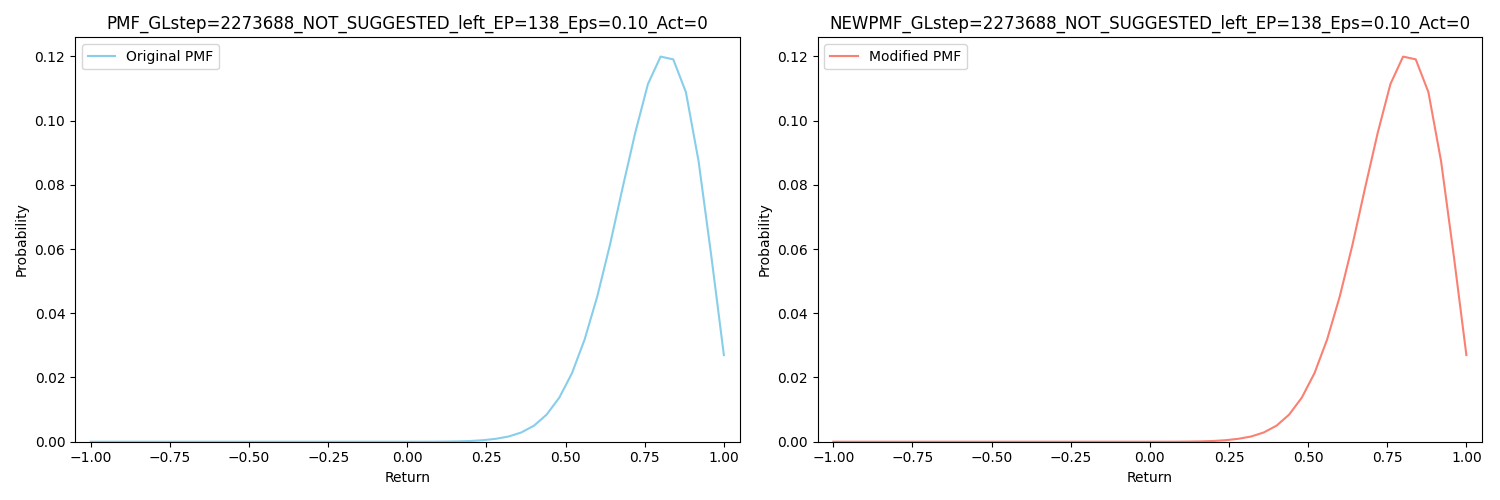 PMF_GLstep=2273688_NOT_SUGGESTED_left_EP=138_Eps=0.10_Act=0
Original PMF
0.12
0.10
0.08
0.06
0.04
0.02
0.00
Probability
−1.00 −0.75 −0.50 −0.25 0.00 0.25 0.50 0.75 1.00
Return
NEWPMF_GLstep=2273688_NOT_SUGGESTED_left_EP=138_Eps=0.10_Act=0
Modified PMF
0.12
0.10
0.08
0.06
0.04
0.02
0.00
Probability
−1.00 −0.75 −0.50 −0.25 0.00 0.25 0.50 0.75 1.00
Return